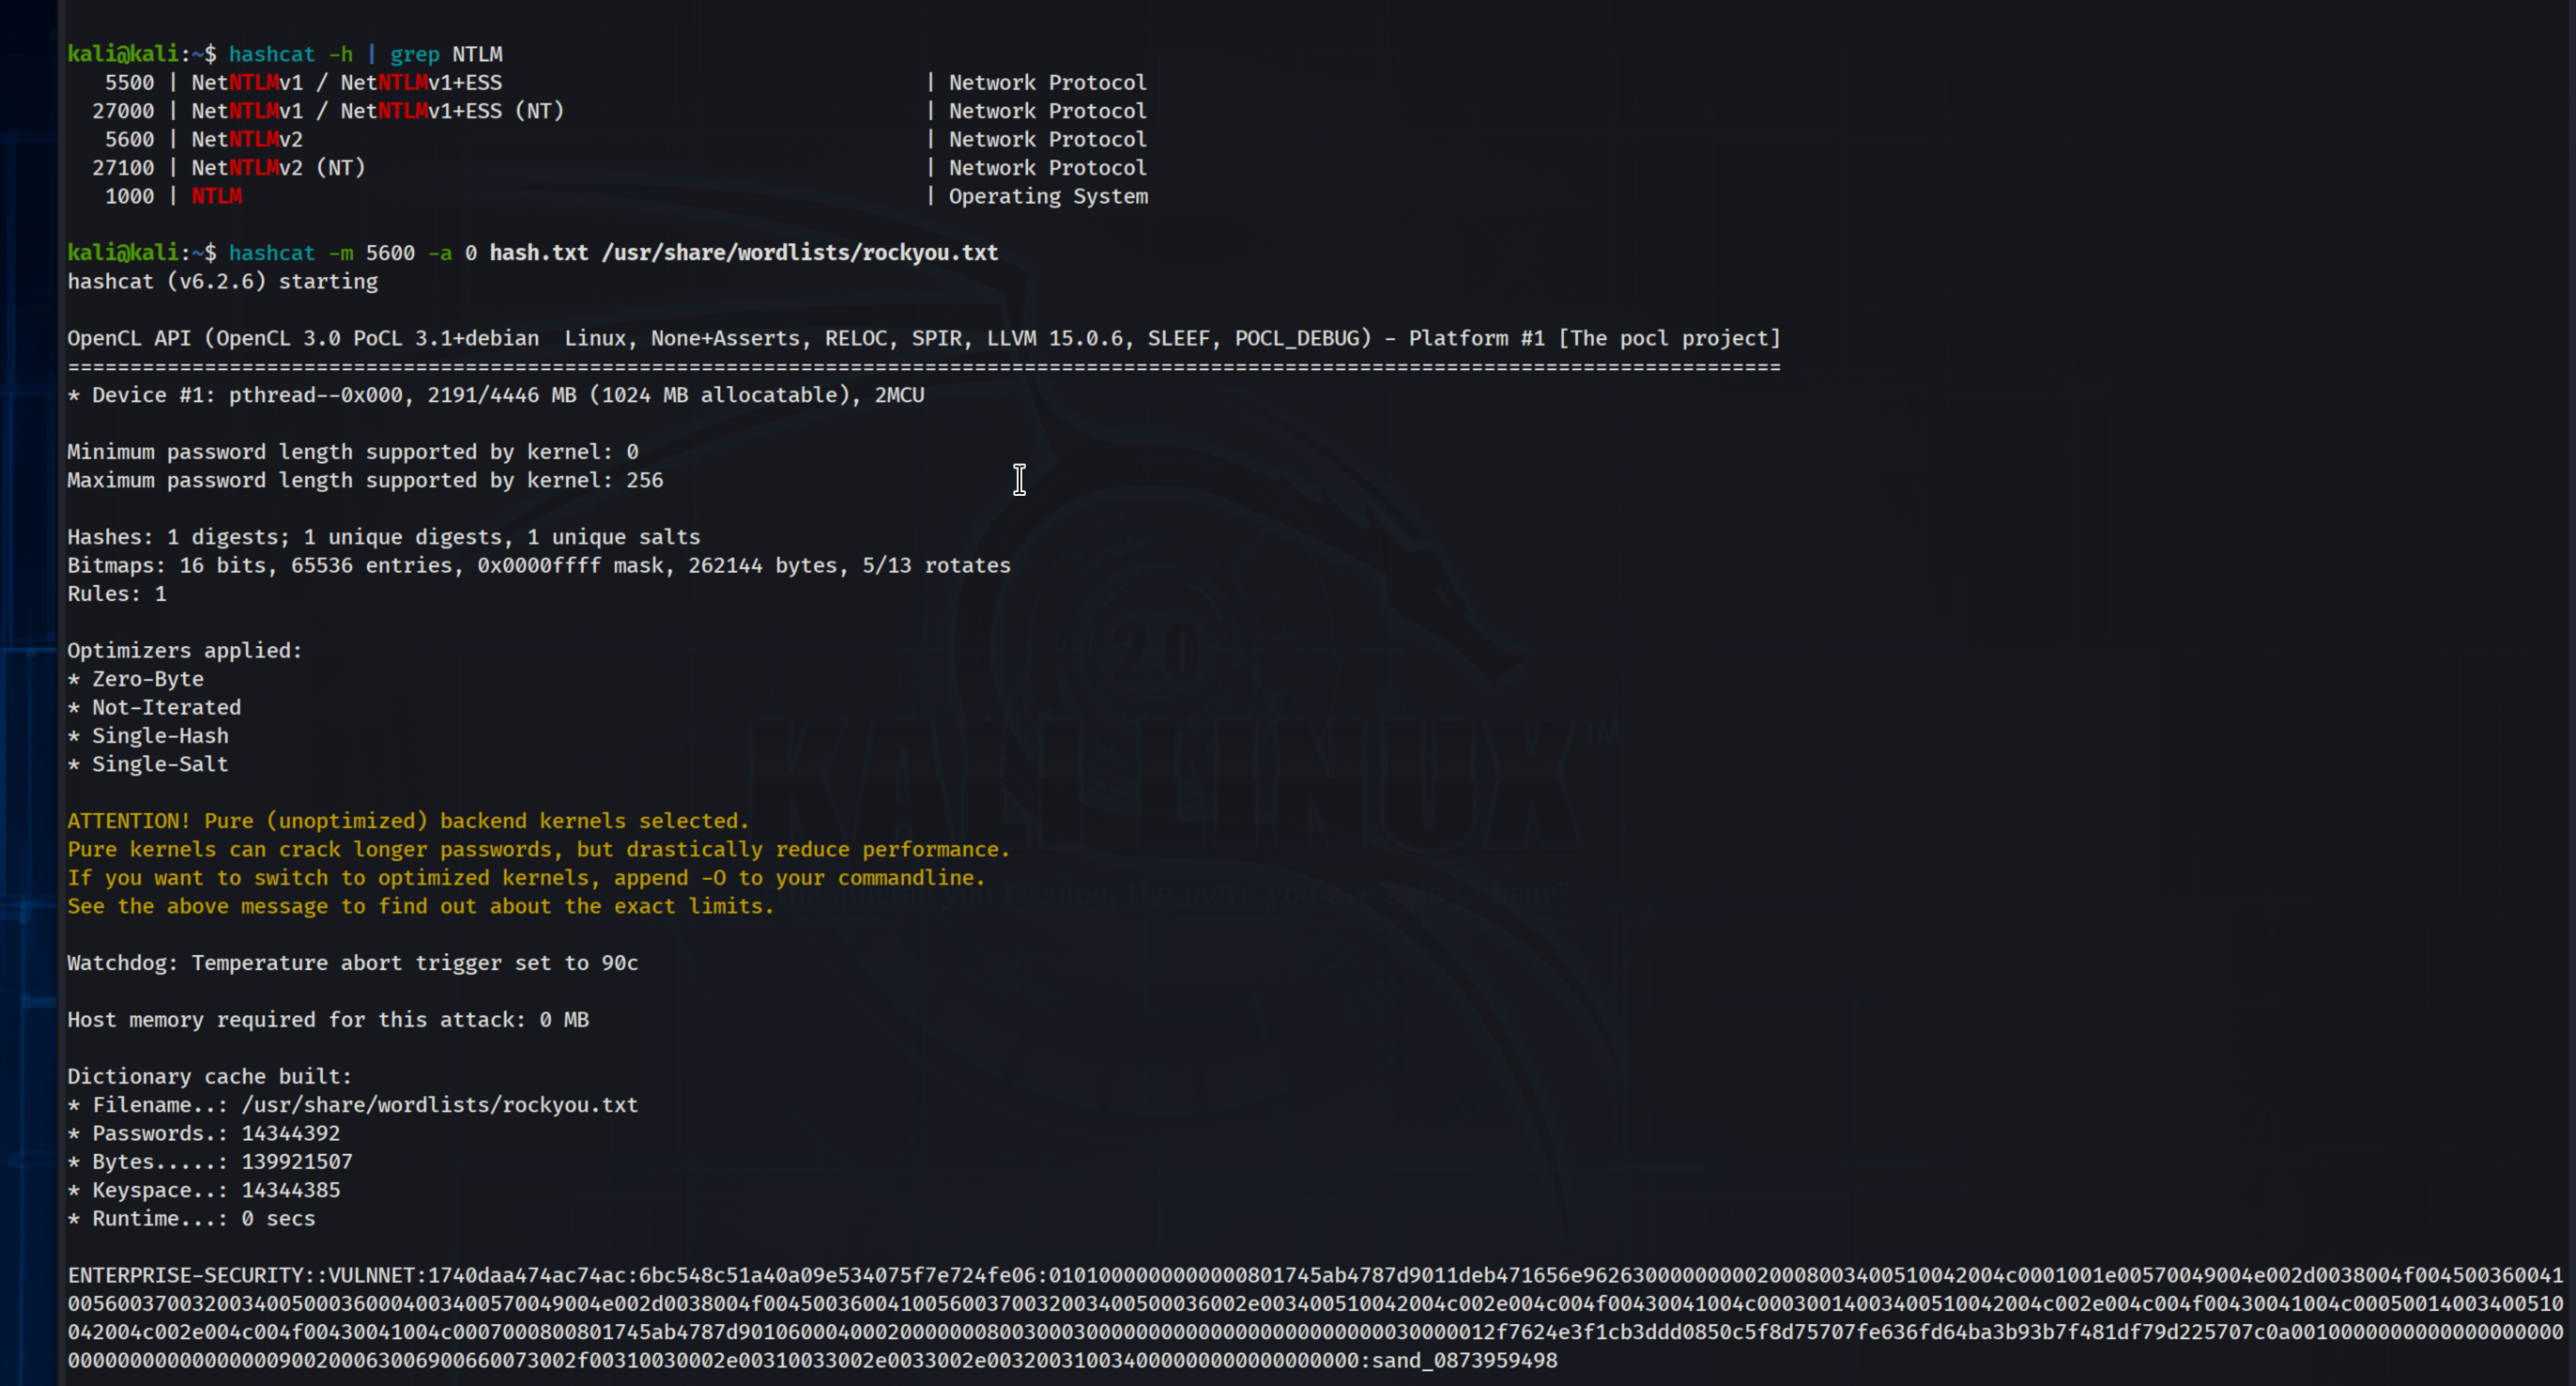 kali@kali:~$ hashcat -h | grep NTLM
5500 | NetNTLMv1 / NetNTLMv1+ESS | Network Protocol
27000 | NetNTLMv1 / NetNTLMv1+ESS (NT) | Network Protocol
5600 | NetNTLMv2 | Network Protocol
27100 | NetNTLMv2 (NT) | Network Protocol
1000 | NTLM | Operating System
kali@kali:~$ hashcat -m 5600 -a 0 hash.txt /usr/share/wordlists/rockyou.txt
hashcat (v6.2.6) starting
OpenCL API (OpenCL 3.0 PoCL 3.1+debian  Linux, None+Asserts, RELOC, SPIR, LLVM 15.0.6, SLEEF, POCL_DEBUG) - Platform #1 [The pocl project]
==========================================================================================================================================
* Device #1: pthread--0x000, 2191/4446 MB (1024 MB allocatable), 2MCU
Minimum password length supported by kernel: 0
Maximum password length supported by kernel: 256
Hashes: 1 digests; 1 unique digests, 1 unique salts
Bitmaps: 16 bits, 65536 entries, 0x0000ffff mask, 262144 bytes, 5/13 rotates
Rules: 1
Optimizers applied:
* Zero-Byte
* Not-Iterated
* Single-Hash
* Single-Salt
ATTENTION! Pure (unoptimized) backend kernels selected.
Pure kernels can crack longer passwords, but drastically reduce performance.
If you want to switch to optimized kernels, append -O to your commandline.
See the above message to find out about the exact limits.
Watchdog: Temperature abort trigger set to 90c
Host memory required for this attack: 0 MB
Dictionary cache built:
* Filename..: /usr/share/wordlists/rockyou.txt
* Passwords.: 14344392
* Bytes.....: 139921507
* Keyspace..: 14344385
* Runtime...: 0 secs
ENTERPRISE-SECURITY::VULNNET:1740daa474ac74ac:6bc548c51a40a09e534075f7e724fe06:010100000000000000801745ab4787d9011deb471656e9626300000000020008003400510042004c0001001e00570049004e002d0038004f004500360041
0056003700320034005000360004003400570049004e002d0038004f004500360041005600370032003400500036002e003400510042004c002e004c004f00430041004c00030014003400510042004c002e004c004f00430041004c00050014003400510
042004c002e004c004f00430041004c000700080000801745ab4787d9010600040002000000080030003000000000000000000000000030000012f7624e3f1cb3ddd0850c5f8d75707fe636fd64ba3b93b7f481df79d225707c0a0010000000000000000000
000000000000000000900200063006900660073002f00310030002e00310033002e0033002e003200310034000000000000000000:sand_0873959498
2.0
KALI LINUX™